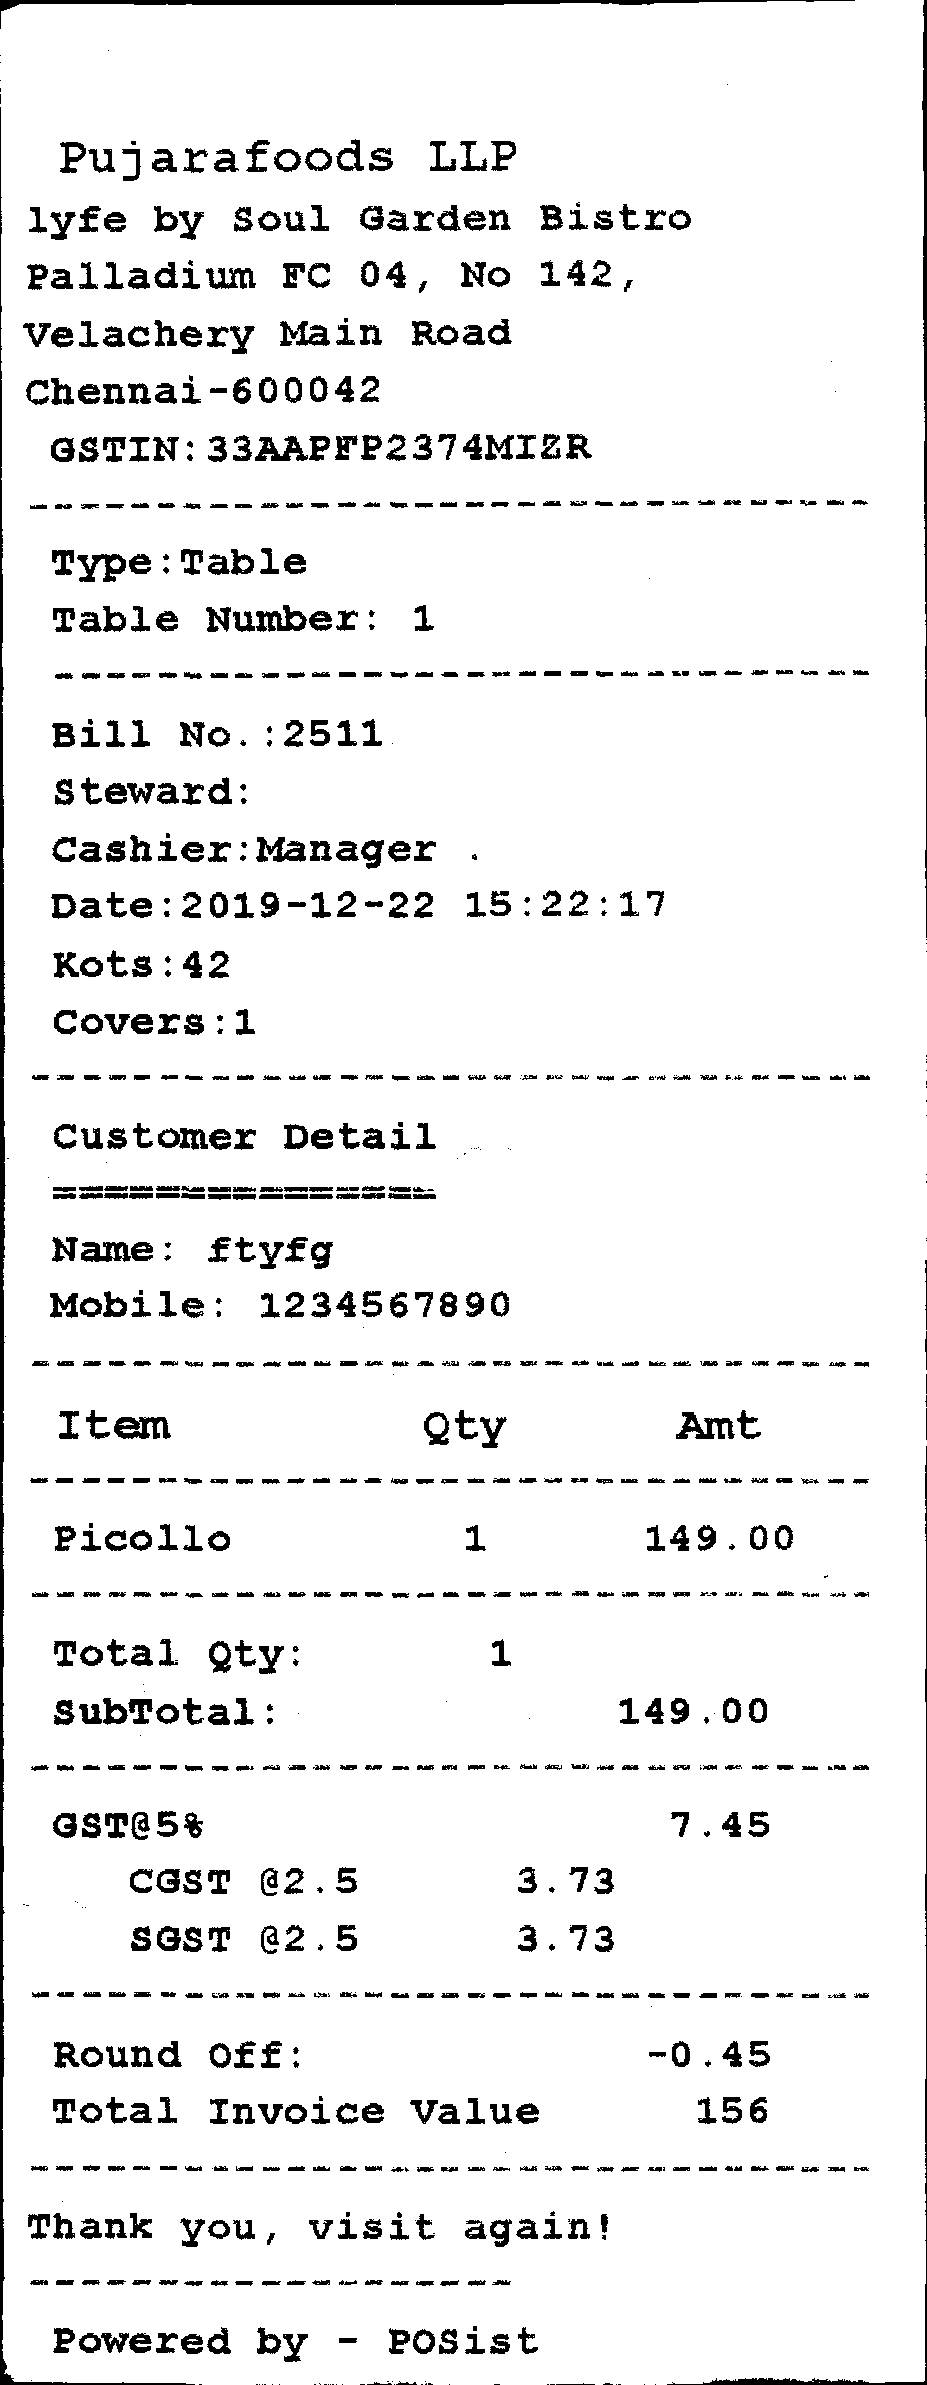 Pujarafoods LLP
lyfe by Soul Garden Bistro
Palladium FC 04, No 142,
Velachery Main Road
Chennai-600042
GSTIN:33AAPFP2374MIZR
Type:Table
Table Number: 1
Bill No.:2511
Steward:
Cashier:Manager .
Date:2019-12-22 15:22:17
Kots:42
Covers:1
Customer Detail
===============
Name: ftyfg
Mobile: 1234567890
Item Qty Amt
Picollo 1 149.00
Total Qty: 1
SubTotal: 149.00
GST@5% 7.45
CGST @2.5 3.73
SGST @2.5 3.73
Round Off: -0.45
Total Invoice Value 156
Thank you, visit again!
Powered by - POSist